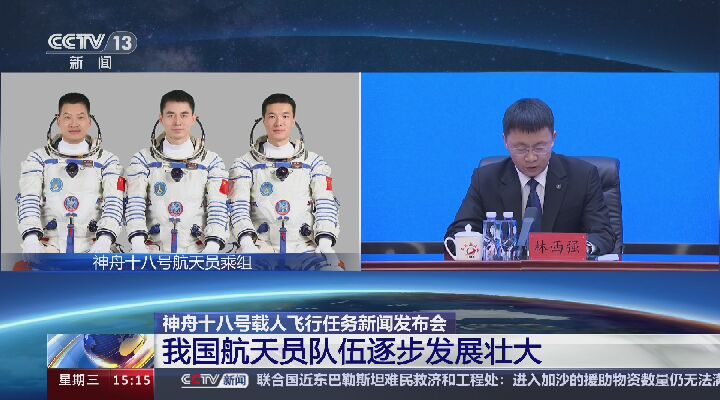 CCTV 13
新闻
神舟十八号航天员乘组
林西强
神舟十八号载人飞行任务新闻发布会
我国航天员队伍逐步发展壮大
星期三 15:15 CCTV新闻 联合国近东巴勒斯坦难民救济和工程处：进入加沙的援助物资数量仍无法满